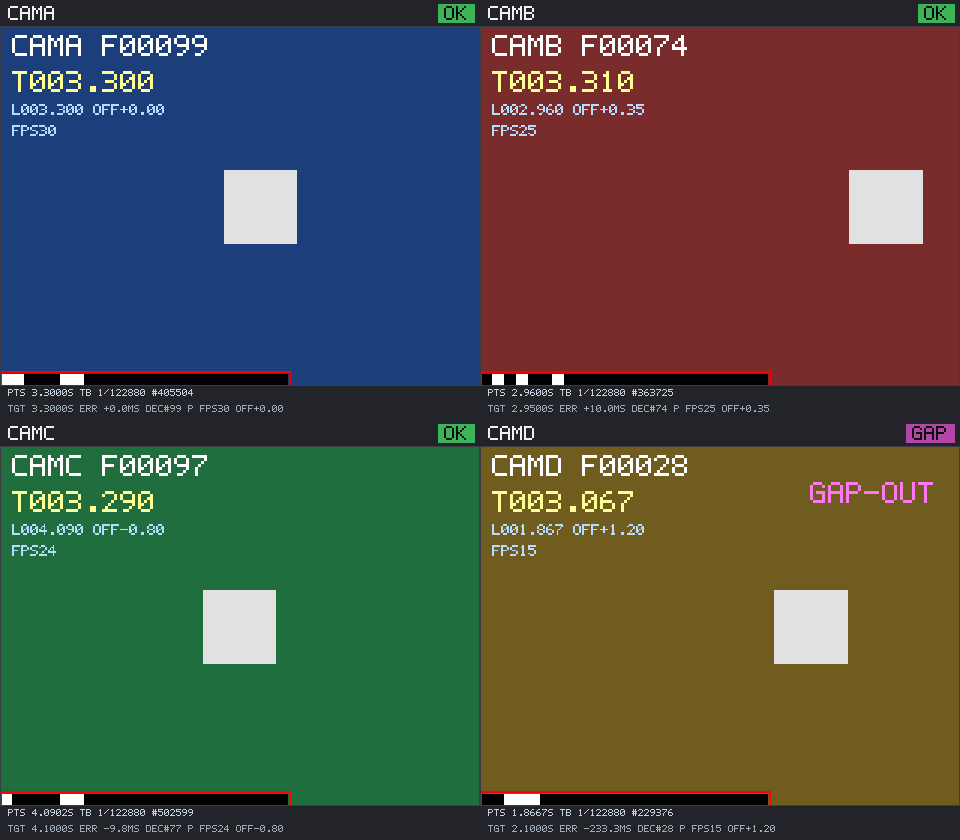 CAMA OK
CAMA F00099
T003.300
L003.300 OFF+0.00
FPS30
PTS 3.3000S TB 1/122880 #405504
TGT 3.3000S ERR +0.0MS DEC#99 P FPS30 OFF+0.00
CAMB OK
CAMB F00074
T003.310
L002.960 OFF+0.35
FPS25
PTS 2.9600S TB 1/122880 #363725
TGT 2.9500S ERR +10.0MS DEC#74 P FPS25 OFF+0.35
CAMC OK
CAMC F00097
T003.290
L004.090 OFF-0.80
FPS24
PTS 4.0902S TB 1/122880 #502599
TGT 4.1000S ERR -9.8MS DEC#77 P FPS24 OFF-0.80
CAMD GAP
CAMD F00028
GAP-OUT
T003.067
L001.867 OFF+1.20
FPS15
PTS 1.8667S TB 1/122880 #229376
TGT 2.1000S ERR -233.3MS DEC#28 P FPS15 OFF+1.20